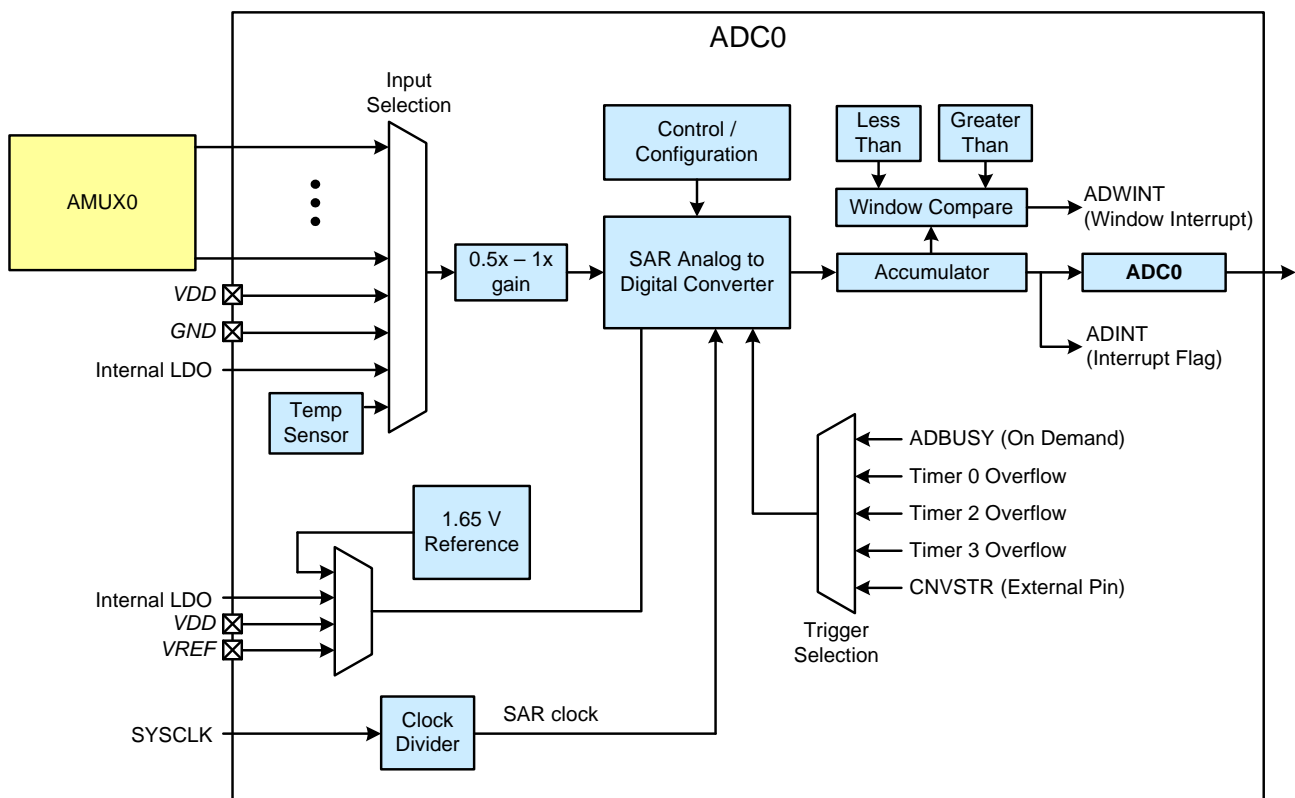 ADC0
Input
Selection
AMUX0
VDD
GND
Internal LDO
Temp
Sensor
0.5x – 1x
gain
Control /
Configuration
SAR Analog to
Digital Converter
Less
Than
Greater
Than
Window Compare
ADWINT
(Window Interrupt)
Accumulator
ADC0
ADINT
(Interrupt Flag)
ADBUSY (On Demand)
Timer 0 Overflow
Timer 2 Overflow
Timer 3 Overflow
CNVSTR (External Pin)
Trigger
Selection
1.65 V
Reference
Internal LDO
VDD
VREF
SYSCLK
Clock
Divider
SAR clock